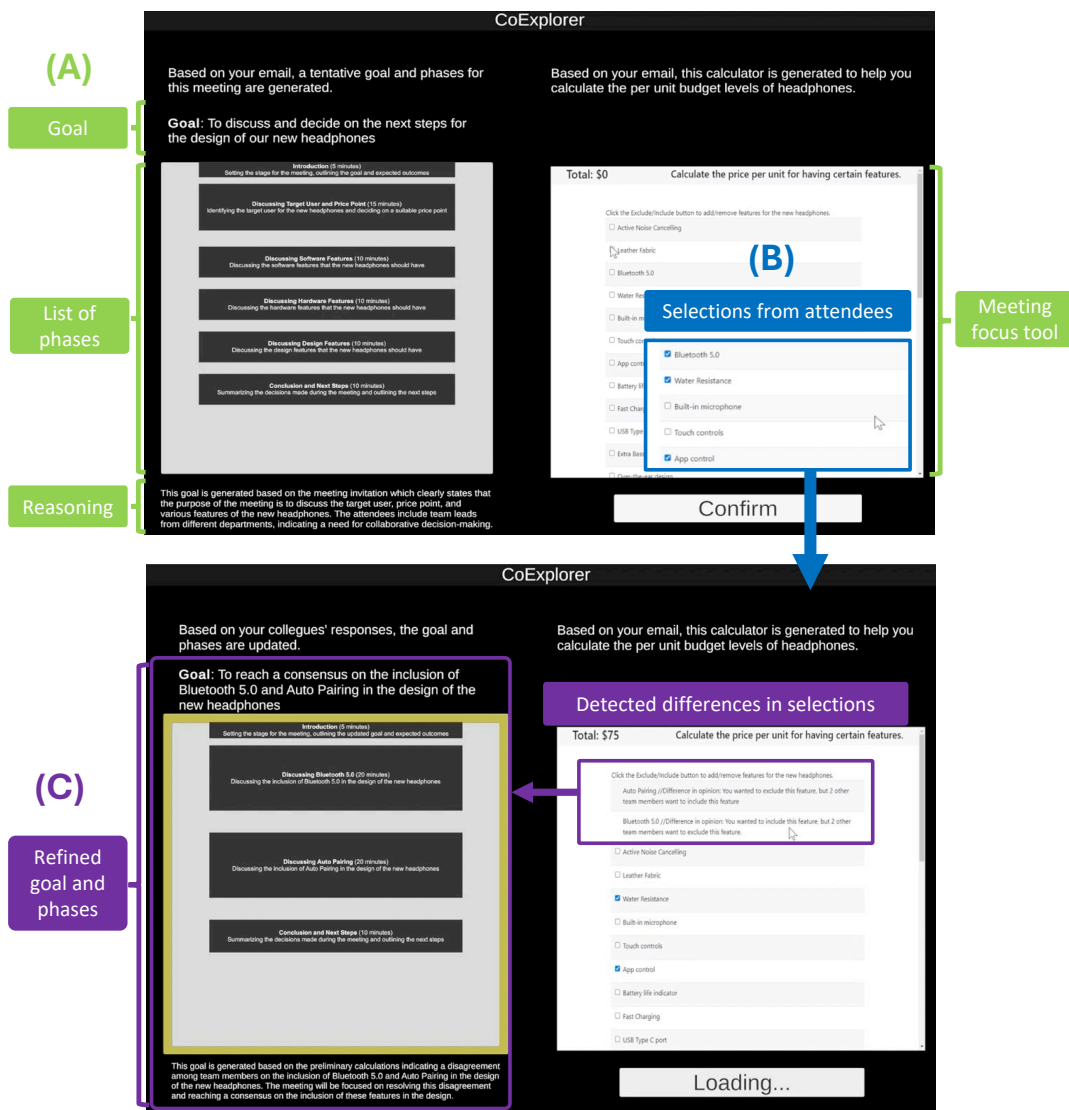 CoExplorer
(A)
Based on your email, a tentative goal and phases for
this meeting are generated.
Goal
Goal: To discuss and decide on the next steps for
the design of our new headphones
List of
phases
Introduction (5 minutes)
Setting the stage for the meeting, outlining the goal and expected outcomes
Discussing Target User and Price Point (15 minutes)
Identifying the target user for the new headphones and deciding on a suitable price point
Discussing Software Features (10 minutes)
Discussing the software features that the new headphones should have
Discussing Hardware Features (10 minutes)
Discussing the hardware features that the new headphones should have
Discussing Design Features (10 minutes)
Discussing the design features that the new headphones should have
Conclusion and Next Steps (10 minutes)
Summarizing the decisions made during the meeting and outlining the next steps
Reasoning
This goal is generated based on the meeting invitation which clearly states that
the purpose of the meeting is to discuss the target user, price point, and
various features of the new headphones. The attendees include team leads
from different departments, indicating a need for collaborative decision-making.
Based on your email, this calculator is generated to help you
calculate the per unit budget levels of headphones.
Total: $0 Calculate the price per unit for having certain features.
Click the Exclude/Include button to add/remove features for the new headphones.
Active Noise Cancelling
Leather Fabric
Bluetooth 5.0
Water Res
Built-in m
Touch con
App contr
Battery lif
Fast Char
USB Type
Extra Bass
Over-the-ear design
(B)
Selections from attendees
Bluetooth 5.0
Water Resistance
Built-in microphone
Touch controls
App control
Meeting
focus tool
Confirm
CoExplorer
(C)
Refined
goal and
phases
Based on your collegues' responses, the goal and
phases are updated.
Goal: To reach a consensus on the inclusion of
Bluetooth 5.0 and Auto Pairing in the design of the
new headphones
Introduction (5 minutes)
Setting the stage for the meeting, outlining the updated goal and expected outcomes
Discussing Bluetooth 5.0 (20 minutes)
Discussing the inclusion of Bluetooth 5.0 in the design of the new headphones
Discussing Auto Pairing (20 minutes)
Discussing the inclusion of Auto Pairing in the design of the new headphones
Conclusion and Next Steps (10 minutes)
Summarizing the decisions made during the meeting and outlining the next steps
This goal is generated based on the preliminary calculations indicating a disagreement
among team members on the inclusion of Bluetooth 5.0 and Auto Pairing in the design
of the new headphones. The meeting will be focused on resolving this disagreement
and reaching a consensus on the inclusion of these features in the design.
Based on your email, this calculator is generated to help you
calculate the per unit budget levels of headphones.
Detected differences in selections
Total: $75 Calculate the price per unit for having certain features.
Click the Exclude/Include button to add/remove features for the new headphones.
Auto Pairing //Difference in opinion: You wanted to exclude this feature, but 2 other
team members want to include this feature
Bluetooth 5.0 //Difference in opinion: You wanted to include this feature, but 2 other
team members want to exclude this feature.
Active Noise Cancelling
Leather Fabric
Water Resistance
Built-in microphone
Touch controls
App control
Battery life indicator
Fast Charging
USB Type C port
Loading...